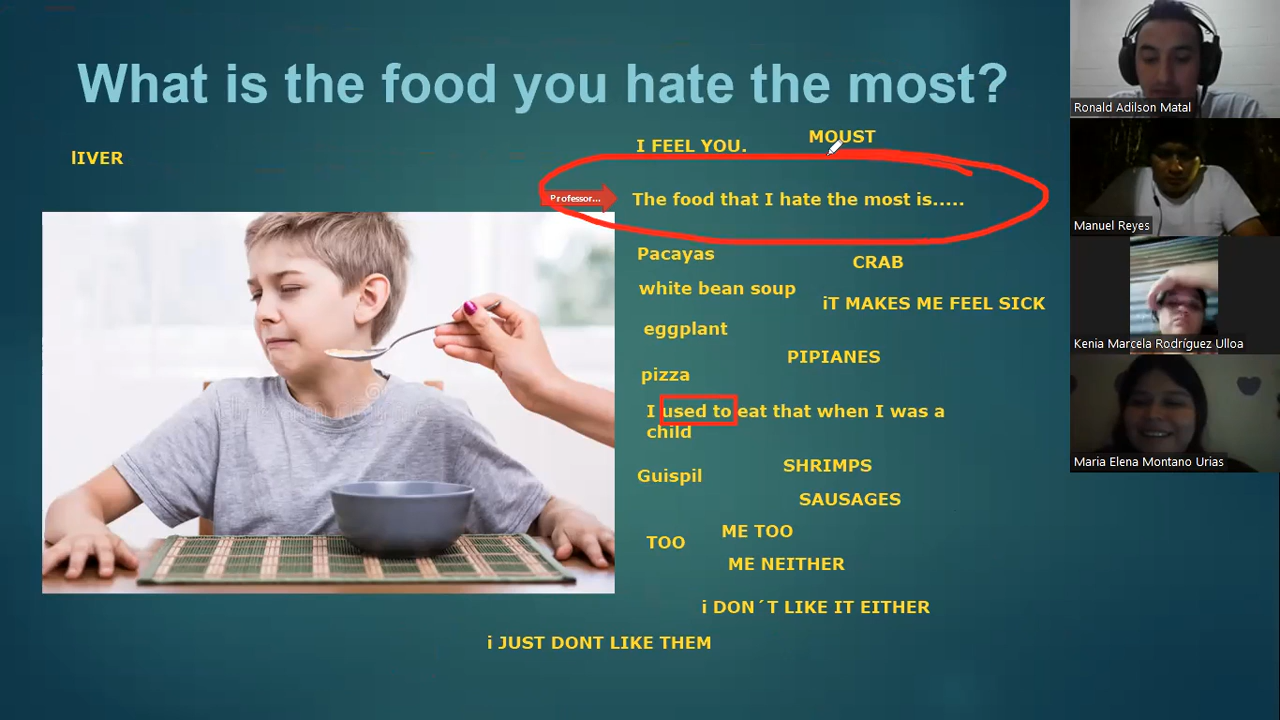 What is the food you hate the most?
lIVER
I FEEL YOU.
MOUST
Professor...
The food that I hate the most is.....
Pacayas
CRAB
white bean soup
iT MAKES ME FEEL SICK
eggplant
PIPIANES
pizza
I used to eat that when I was a
child
Guispil
SHRIMPS
SAUSAGES
TOO
ME TOO
ME NEITHER
i DON´T LIKE IT EITHER
i JUST DONT LIKE THEM
Ronald Adilson Matal
Manuel Reyes
Kenia Marcela Rodríguez Ulloa
Maria Elena Montano Urias